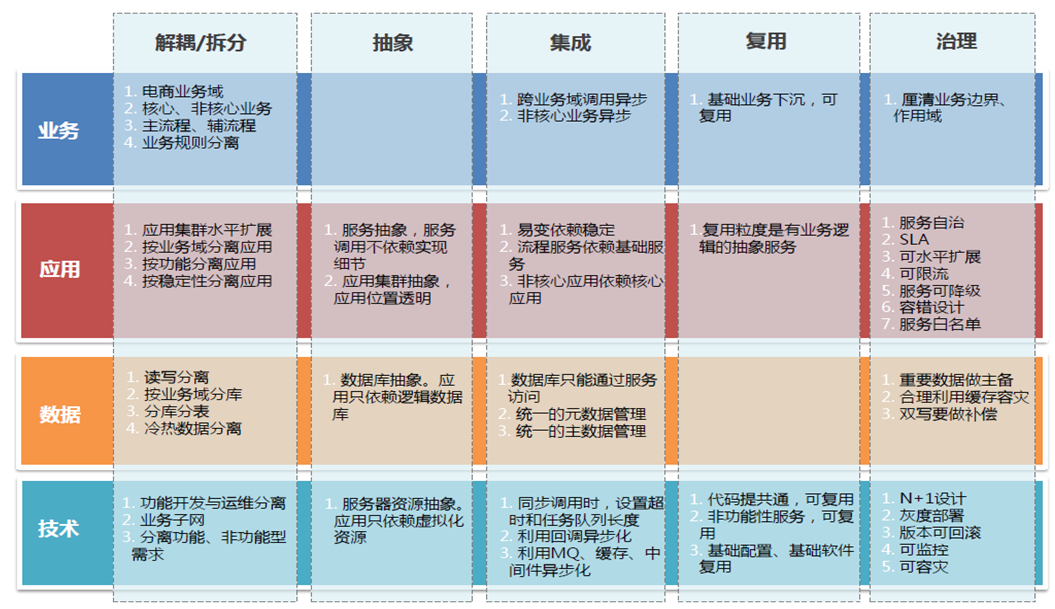 解耦/拆分
抽象
集成
复用
治理
业务
1. 电商业务域
2. 核心、非核心业务
3. 主流程、辅流程
4. 业务规则分离
1. 跨业务域调用异步
2. 非核心业务异步
1. 基础业务下沉，可
复用
1. 厘清业务边界、
作用域
应用
1. 应用集群水平扩展
2. 按业务域分离应用
3. 按功能分离应用
4. 按稳定性分离应用
1. 服务抽象，服务
调用不依赖实现
细节
2. 应用集群抽象，
应用位置透明
1. 易变依赖稳定
2. 流程服务依赖基础服
务
3. 非核心应用依赖核心
应用
1. 复用粒度是有业务逻
辑的抽象服务
1. 服务自治
2. SLA
3. 可水平扩展
4. 可限流
5. 服务可降级
6. 容错设计
7. 服务白名单
数据
1. 读写分离
2. 按业务域分库
3. 分库分表
4. 冷热数据分离
1. 数据库抽象。应
用只依赖逻辑数据
库
1. 数据库只能通过服务
访问
2. 统一的元数据管理
3. 统一的主数据管理
1. 重要数据做主备
2. 合理利用缓存容灾
3. 双写要做补偿
技术
1. 功能开发与运维分离
2. 业务子网
3. 分离功能、非功能型
需求
1. 服务器资源抽象。
应用只依赖虚拟化
资源
1. 同步调用时，设置超
时和任务队列长度
2. 利用回调异步化
3. 利用MQ、缓存、中
间件异步化
1. 代码提共通，可复用
2. 非功能性服务，可复
用
3. 基础配置、基础软件
复用
1. N+1设计
2. 灰度部署
3. 版本可回滚
4. 可监控
5. 可容灾